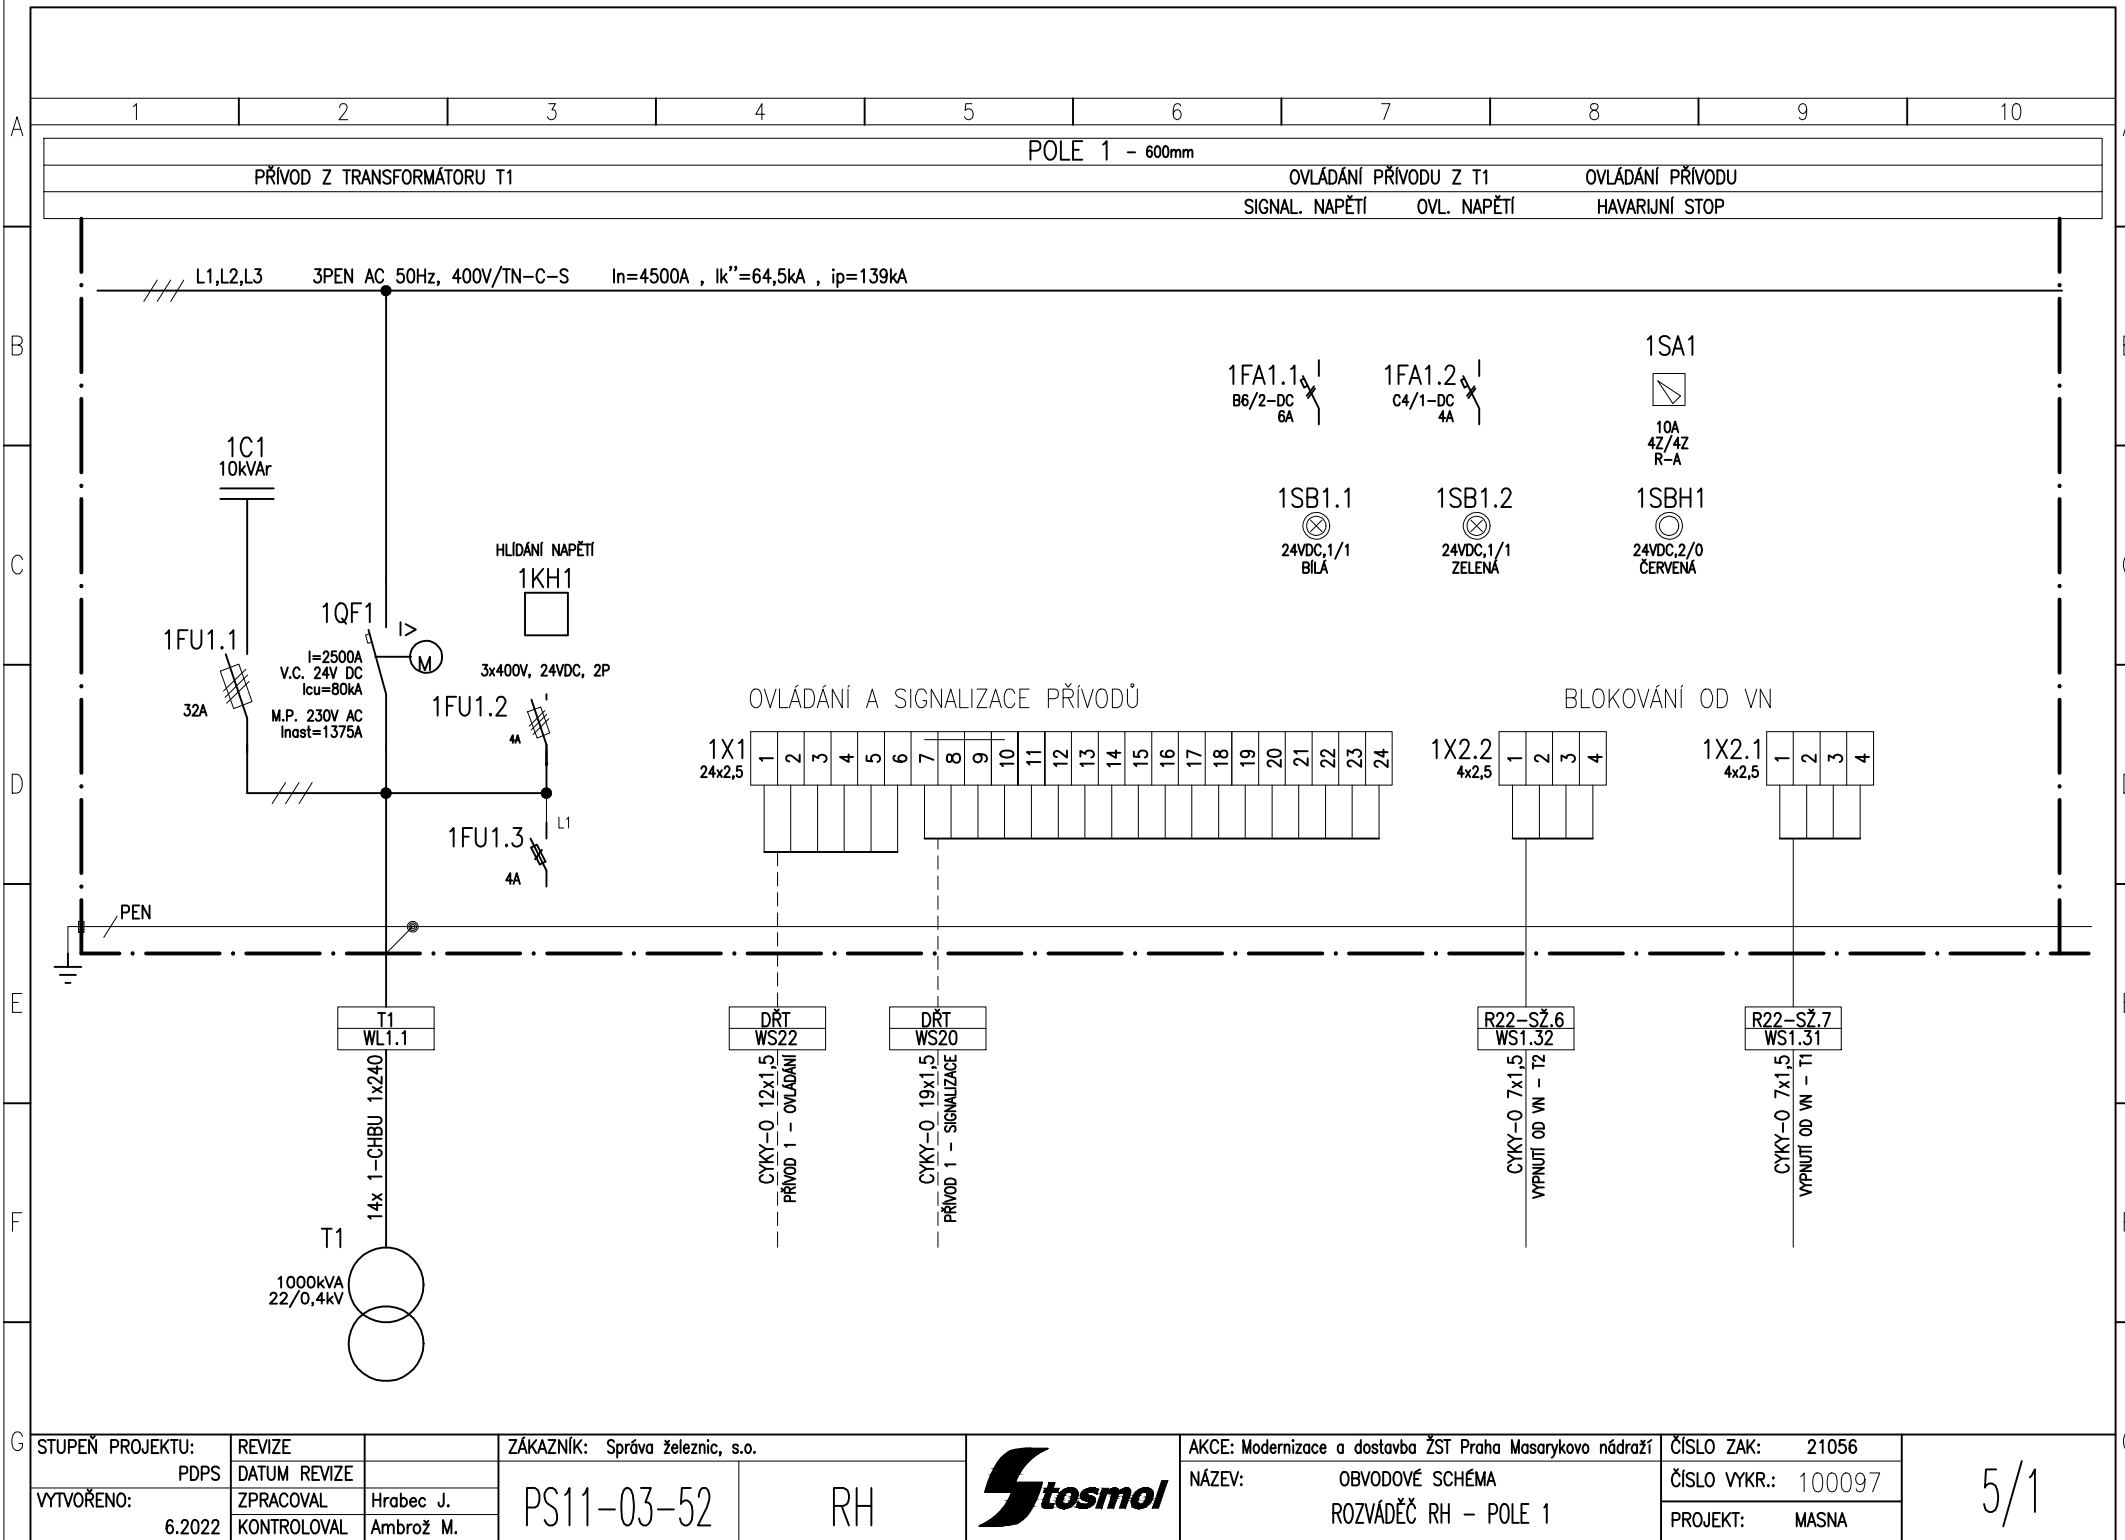 1 2 3 4 5 6 7 8 9 10
A
POLE 1 - 600mm
PŘÍVOD Z TRANSFORMÁTORU T1
OVLÁDÁNÍ PŘÍVODU Z T1
OVLÁDÁNÍ PŘÍVODU
SIGNAL. NAPĚTÍ
OVL. NAPĚTÍ
HAVARIJNÍ STOP
L1,L2,L3 3PEN AC 50Hz, 400V/TN-C-S In=4500A , Ik’’=64,5kA , ip=139kA
B
1FA1.1
B6/2-DC
6A
1FA1.2
C4/1-DC
4A
1SA1
10A
4Z/4Z
R-A
1C1
10kVAr
1SB1.1
24VDC,1/1
BÍLÁ
1SB1.2
24VDC,1/1
ZELENÁ
1SBH1
24VDC,2/0
ČERVENÁ
C
HLÍDÁNÍ NAPĚTÍ
1KH1
3x400V, 24VDC, 2P
1QF1
I>
M
I=2500A
V.C. 24V DC
Icu=80kA
M.P. 230V AC
Inast=1375A
1FU1.1
32A
1FU1.2
4A
OVLÁDÁNÍ A SIGNALIZACE PŘÍVODŮ
BLOKOVÁNÍ OD VN
1X1
24x2,5
1 2 3 4 5 6 7 8 9 10 11 12 13 14 15 16 17 18 19 20 21 22 23 24
1X2.2
4x2,5
1 2 3 4
1X2.1
4x2,5
1 2 3 4
D
L1
1FU1.3
4A
PEN
E
T1
WL1.1
DŘT
WS22
DŘT
WS20
R22-SŽ.6
WS1.32
R22-SŽ.7
WS1.31
14x 1-CHBU 1x240
CYKY-O 12x1,5
PŘÍVOD 1 - OVLÁDÁNÍ
CYKY-O 19x1,5
PŘÍVOD 1 - SIGNALIZACE
CYKY-O 7x1,5
VYPNUTÍ OD VN - T2
CYKY-O 7x1,5
VYPNUTÍ OD VN - T1
F
T1
1000kVA
22/0,4kV
G
STUPEŇ PROJEKTU:
PDPS
VYTVOŘENO:
6.2022
REVIZE
DATUM REVIZE
ZPRACOVAL Hrabec J.
KONTROLOVAL Ambrož M.
ZÁKAZNÍK: Správa železnic, s.o.
PS11-03-52
RH
Stosmol
AKCE: Modernizace a dostavba ŽST Praha Masarykovo nádraží
NÁZEV: OBVODOVÉ SCHÉMA
ROZVÁDĚČ RH - POLE 1
ČÍSLO ZAK: 21056
ČÍSLO VYKR.: 100097
PROJEKT: MASNA
5/1